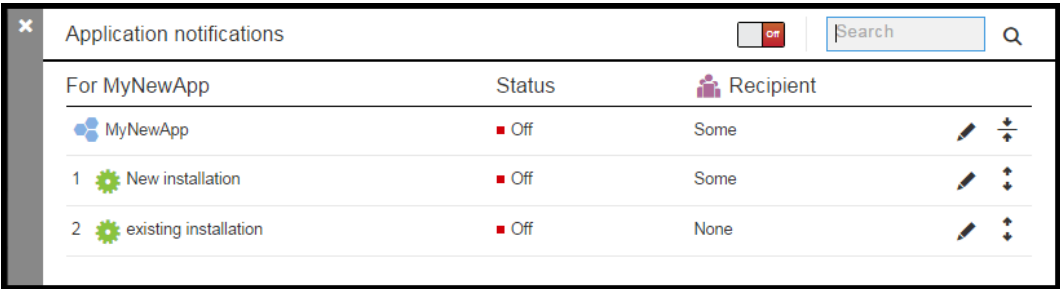 Application notifications Off Search
For MyNewApp Status Recipient
MyNewApp Off Some
1 New installation Off Some
2 existing installation Off None